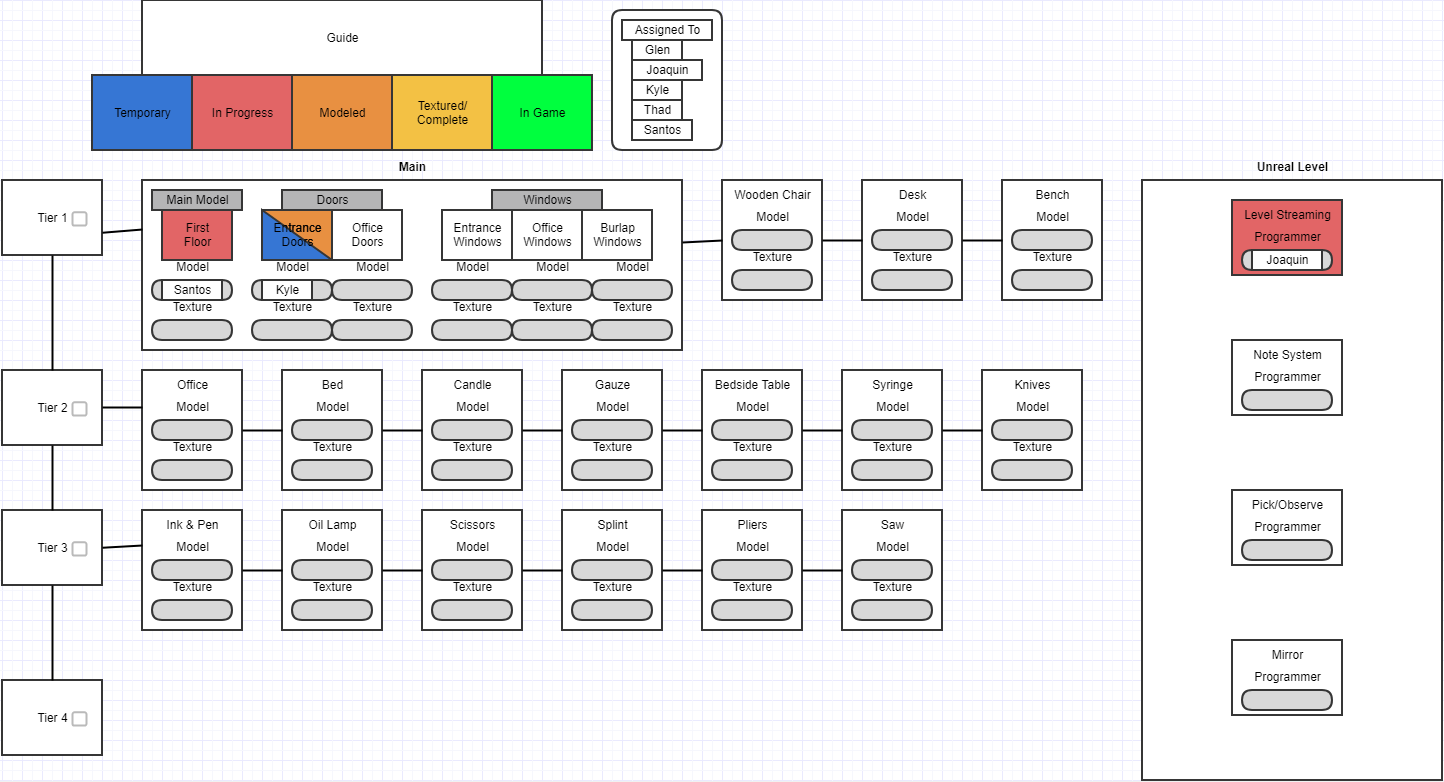 Guide
Temporary
In Progress
Modeled
Textured/
Complete
In Game
Assigned To
Glen
Joaquin
Kyle
Thad
Santos
Main
Unreal Level
Tier 1
Main Model
First
Floor
Model
Santos
Texture
Doors
Entrance
Doors
Model
Kyle
Texture
Office
Doors
Model
Texture
Windows
Entrance
Windows
Model
Texture
Office
Windows
Model
Texture
Burlap
Windows
Model
Texture
Wooden Chair
Model
Texture
Desk
Model
Texture
Bench
Model
Texture
Tier 2
Office
Model
Texture
Bed
Model
Texture
Candle
Model
Texture
Gauze
Model
Texture
Bedside Table
Model
Texture
Syringe
Model
Texture
Knives
Model
Texture
Tier 3
Ink & Pen
Model
Texture
Oil Lamp
Model
Texture
Scissors
Model
Texture
Splint
Model
Texture
Pliers
Model
Texture
Saw
Model
Texture
Tier 4
Level Streaming
Programmer
Joaquin
Note System
Programmer
Pick/Observe
Programmer
Mirror
Programmer